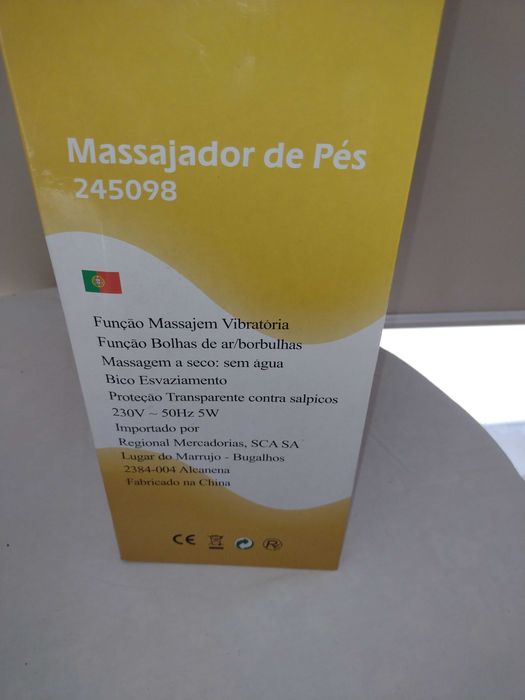 Massajador de Pés
245098
Função Massajem Vibratória
Função Bolhas de ar/borbulhas
Massagem a seco: sem água
Bico Esvaziamento
Proteção Transparente contra salpicos
230V ~ 50Hz 5W
Importado por
Regional Mercadorias, SCA SA
Lugar do Marrujo - Bugalhos
2384-004 Alcanena
Fabricado na China
CE R